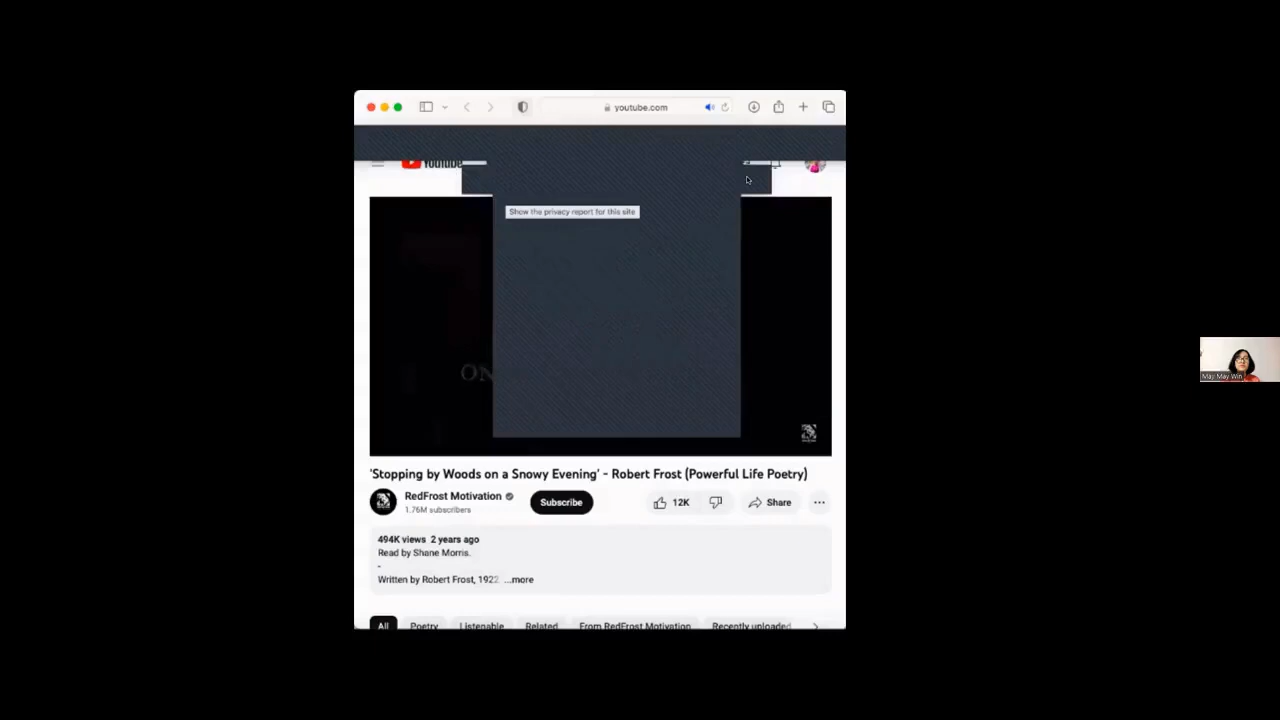 youtube.com
YouTube
Show the privacy report for this site
ON
'Stopping by Woods on a Snowy Evening' - Robert Frost (Powerful Life Poetry)
RedFrost Motivation
1.76M subscribers
Subscribe
12K
Share
494K views 2 years ago
Read by Shane Morris.
-
Written by Robert Frost, 1922 ...more
All Poetry Listenable Related From RedFrost Motivation Recently uploaded
May May Win